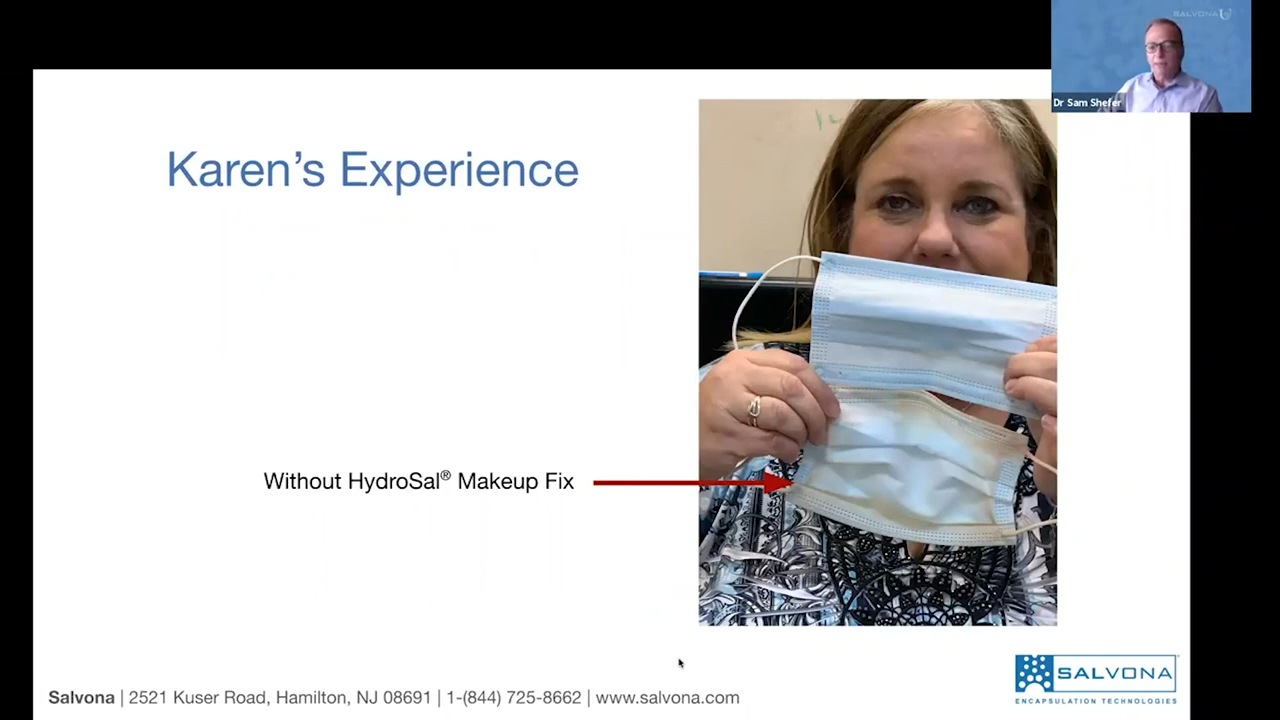 SALVONA
Dr Sam Shefer
Karen's Experience
Without HydroSal® Makeup Fix
SALVONA
ENCAPSULATION TECHNOLOGIES
Salvona | 2521 Kuser Road, Hamilton, NJ 08691 | 1-(844) 725-8662 | www.salvona.com